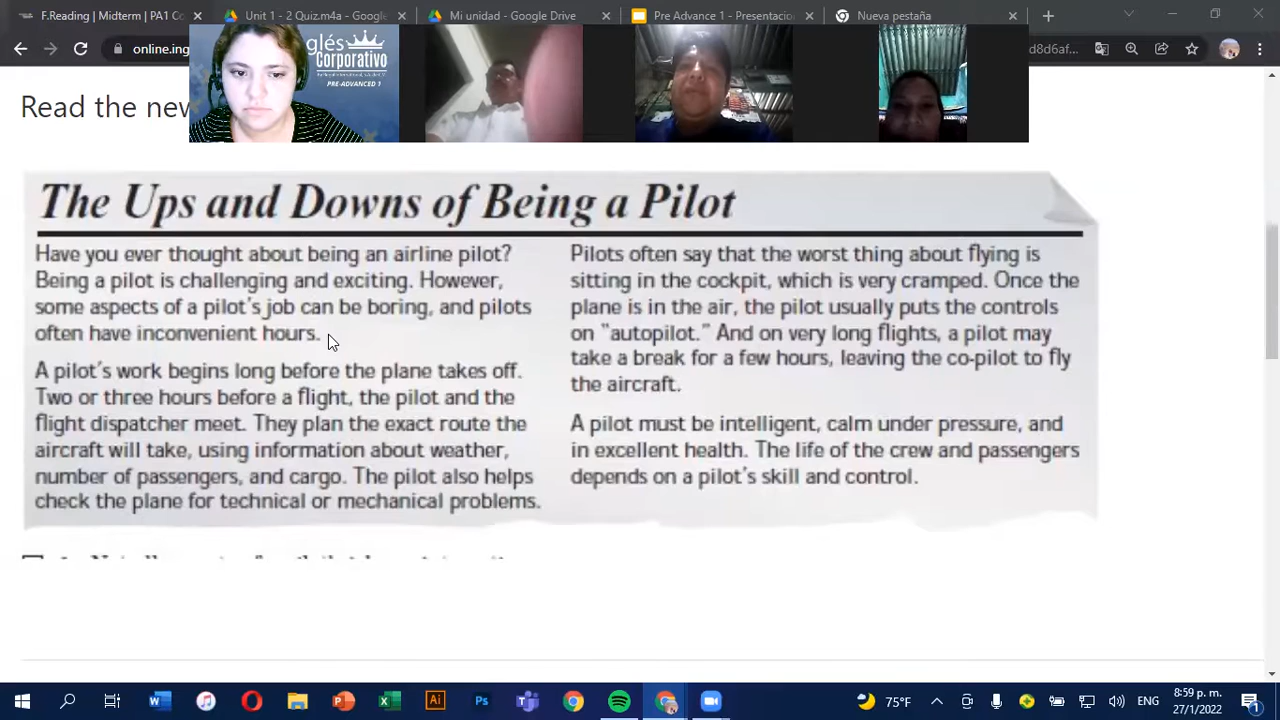 F.Reading | Midterm | PA1 Co
Unit 1 - 2 Quiz.m4a - Google
Mi unidad - Google Drive
Pre Advance 1 - Presentacio
Nueva pestaña
online.ing
d8d6af...
glés
Corporativo
PRE-ADVANCED 1
Read the new
The Ups and Downs of Being a Pilot
Have you ever thought about being an airline pilot?
Being a pilot is challenging and exciting. However,
some aspects of a pilot's job can be boring, and pilots
often have inconvenient hours.
A pilot's work begins long before the plane takes off.
Two or three hours before a flight, the pilot and the
flight dispatcher meet. They plan the exact route the
aircraft will take, using information about weather,
number of passengers, and cargo. The pilot also helps
check the plane for technical or mechanical problems.
Pilots often say that the worst thing about flying is
sitting in the cockpit, which is very cramped. Once the
plane is in the air, the pilot usually puts the controls
on "autopilot." And on very long flights, a pilot may
take a break for a few hours, leaving the co-pilot to fly
the aircraft.
A pilot must be intelligent, calm under pressure, and
in excellent health. The life of the crew and passengers
depends on a pilot's skill and control.
75°F
ENG
8:59 p. m.
27/1/2022